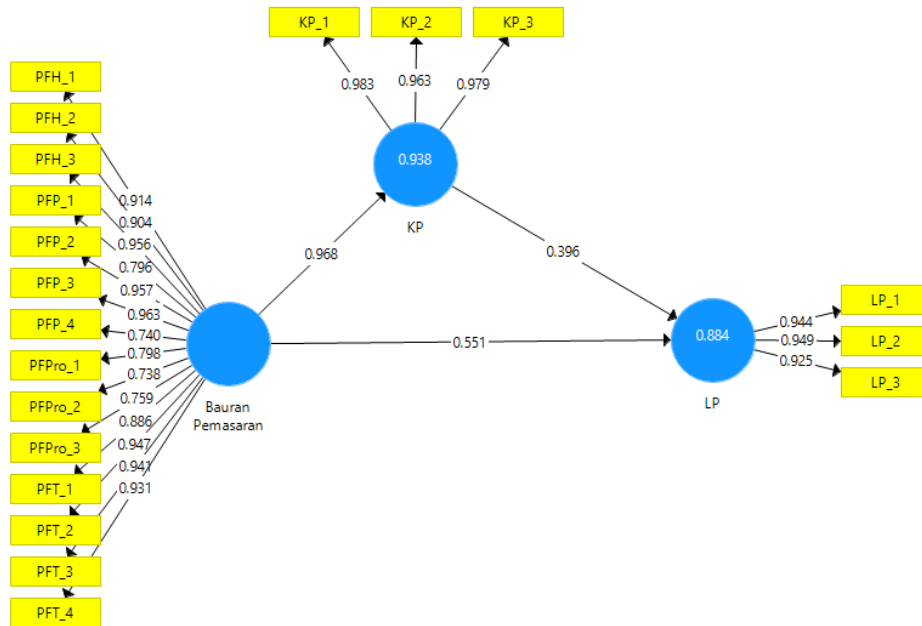 KP_1
KP_2
KP_3
0.983
0.963
0.979
PFH_1
PFH_2
PFH_3
PFP_1
PFP_2
PFP_3
PFP_4
PFPro_1
PFPro_2
PFPro_3
PFT_1
PFT_2
PFT_3
PFT_4
0.914
0.904
0.956
0.796
0.957
0.963
0.740
0.798
0.738
0.759
0.886
0.947
0.941
0.931
0.938
KP
0.968
0.396
Bauran
Pemasaran
0.551
0.884
LP
0.944
0.949
0.925
LP_1
LP_2
LP_3